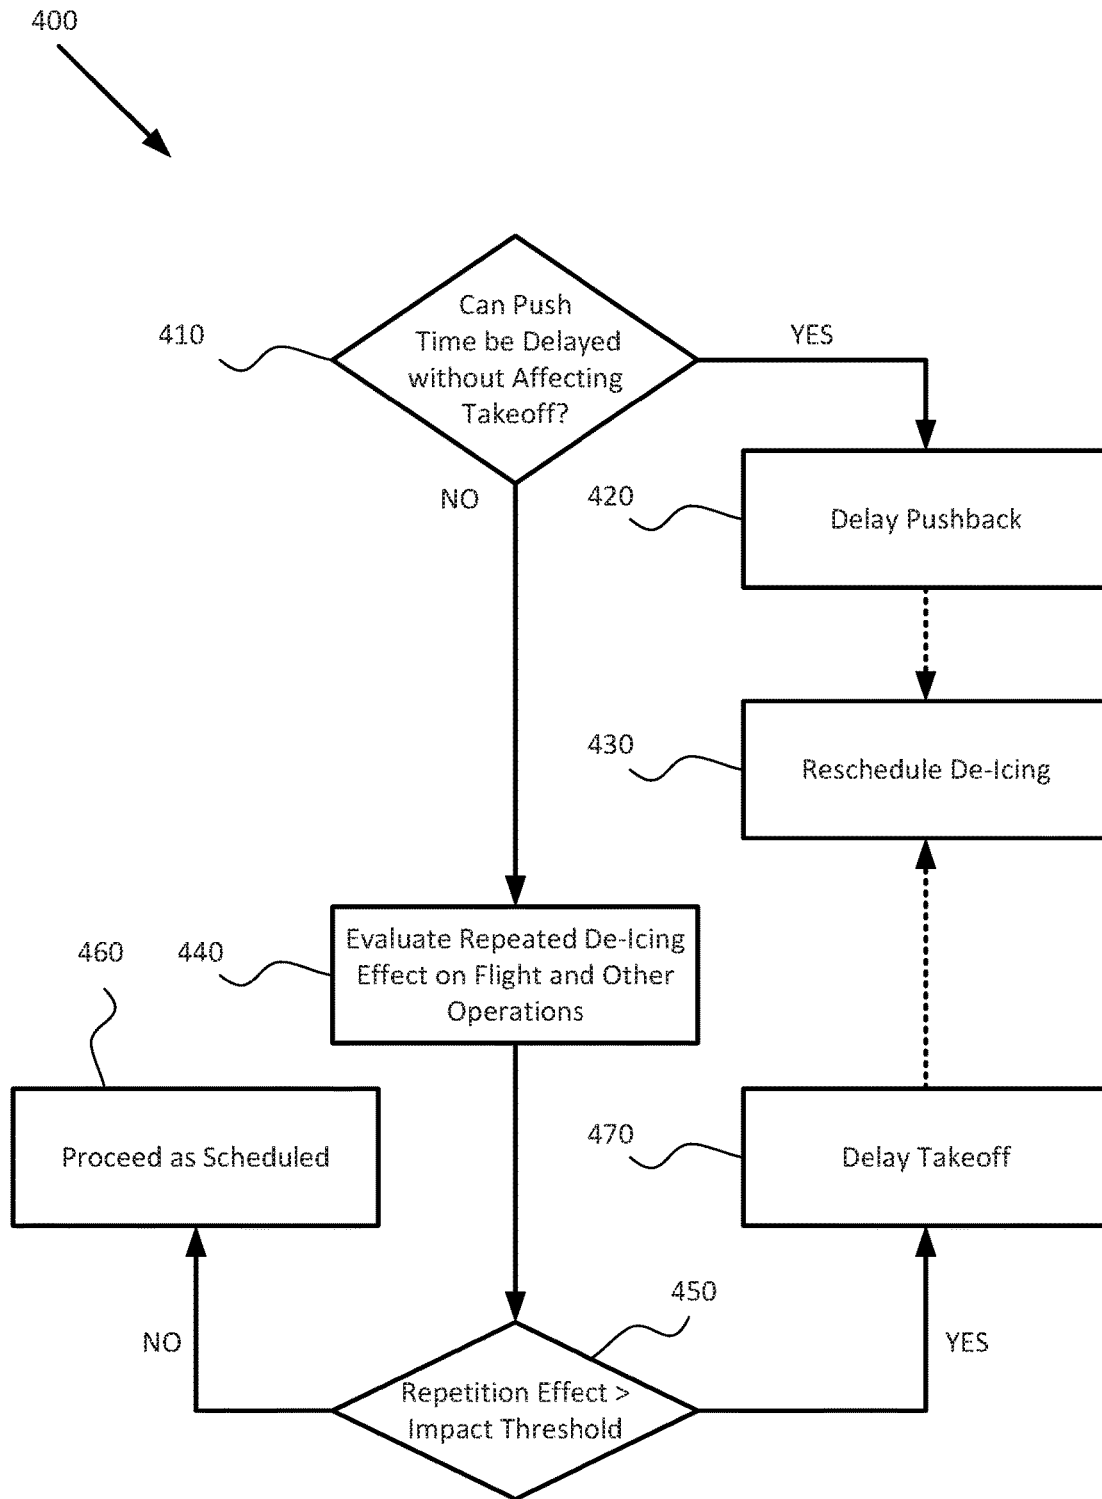 400
Can Push
Time be Delayed
without Affecting
Takeoff?
410
YES
NO
420
Delay Pushback
430
Reschedule De-Icing
Evaluate Repeated De-Icing
Effect on Flight and Other
Operations
440
460
Proceed as Scheduled
470
Delay Takeoff
450
NO
YES
Repetition Effect >
Impact Threshold